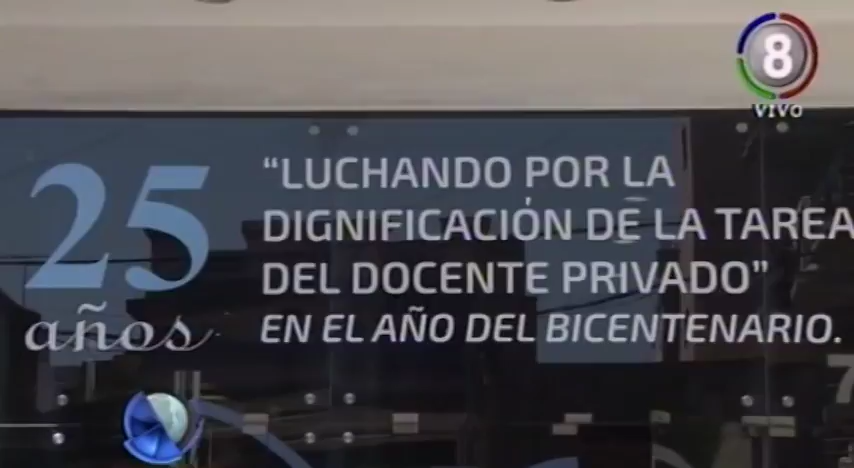 8
VIVO
25
años
“LUCHANDO POR LA
DIGNIFICACIÓN DE LA TAREA
DEL DOCENTE PRIVADO”
EN EL AÑO DEL BICENTENARIO.
7